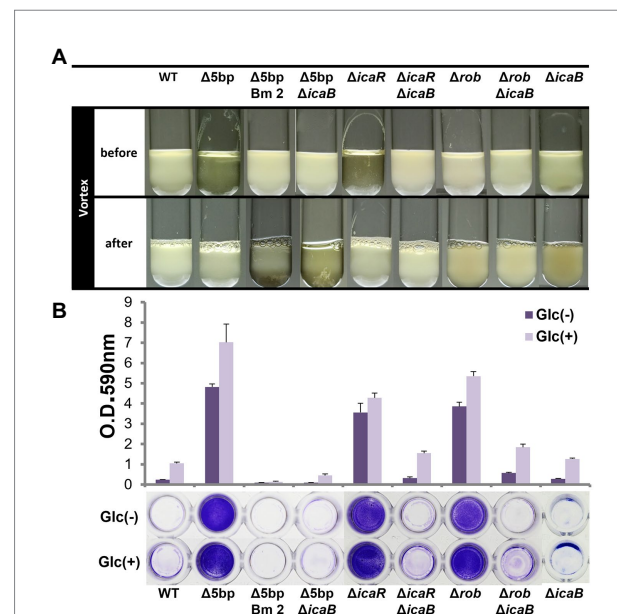 A
WT Δ5bp Δ5bp Δ5bp ΔicaR ΔicaR Δrob Δrob ΔicaB
Bm 2 ΔicaB ΔicaB ΔicaB
Vortex
before
after
B
9
8
7
6
5
4
3
2
1
0
O.D.590nm
Glc(-)
Glc(+)
Glc(-)
Glc(+)
WT Δ5bp Δ5bp Δ5bp ΔicaR ΔicaR Δrob Δrob ΔicaB
Bm 2 ΔicaB ΔicaB ΔicaB